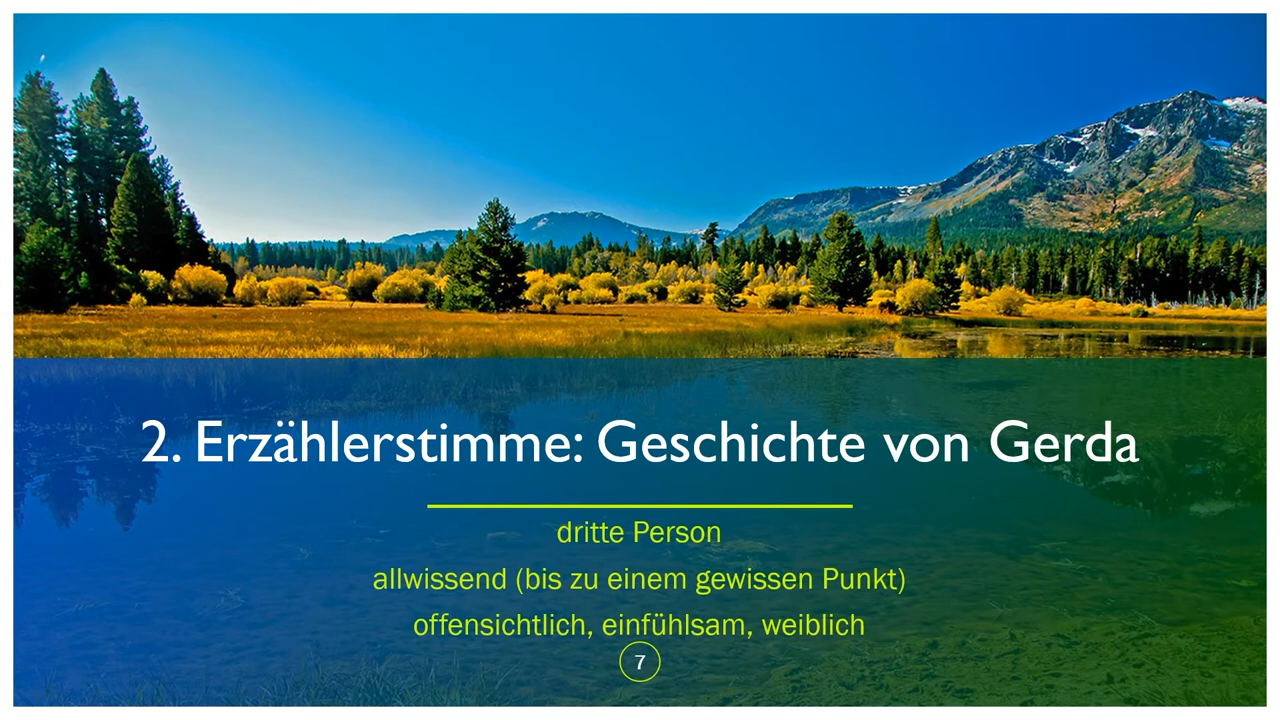 2. Erzählerstimme: Geschichte von Gerda
dritte Person
allwissend (bis zu einem gewissen Punkt)
offensichtlich, einfühlsam, weiblich
7